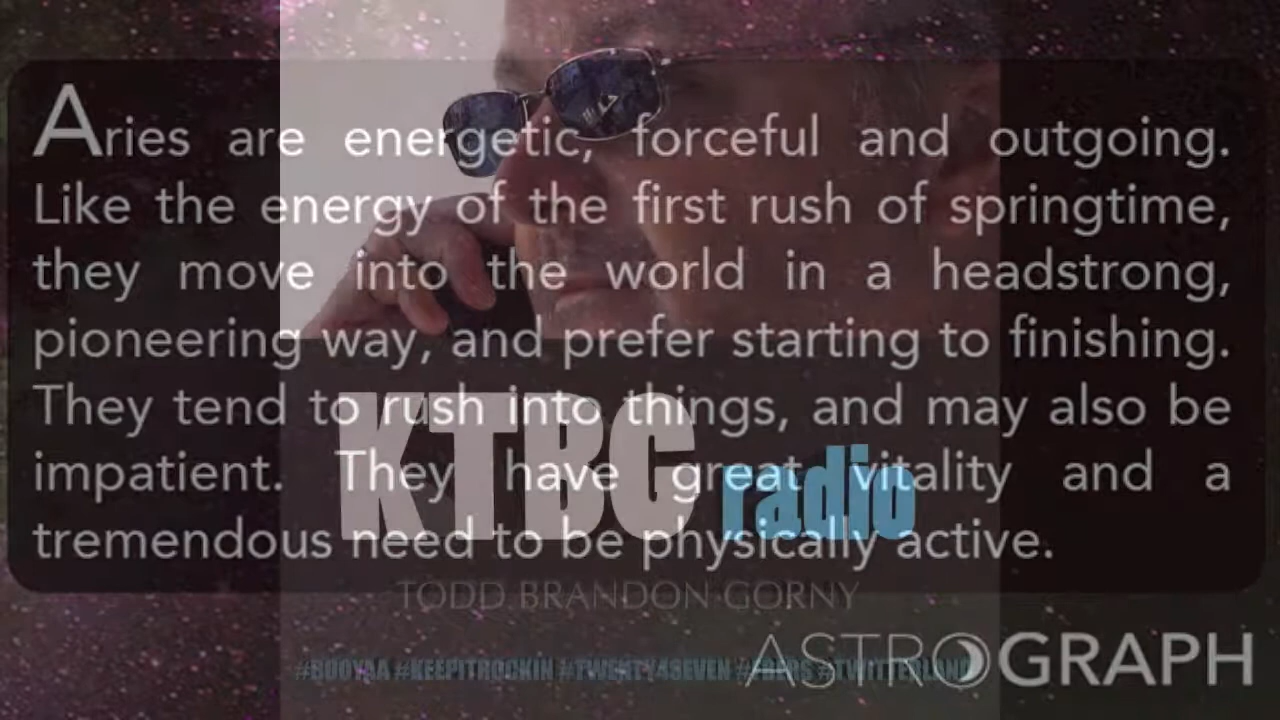 Aries are energetic, forceful and outgoing.
Like the energy of the first rush of springtime,
they move into the world in a headstrong,
pioneering way, and prefer starting to finishing.
They tend to rush into things, and may also be
impatient. They have great vitality and a
tremendous need to be physically active.
KTBG radio
TODD BRANDON GORNY
#BOOYAA #KEEPITROCKIN #TWENTY4SEVEN
ASTROGRAPH